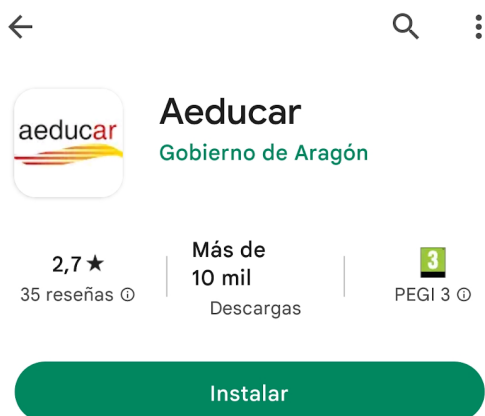 aeducar
Aeducar
Gobierno de Aragón
2,7★
35 reseñas
Más de
10 mil
Descargas
3
PEGI 3
Instalar